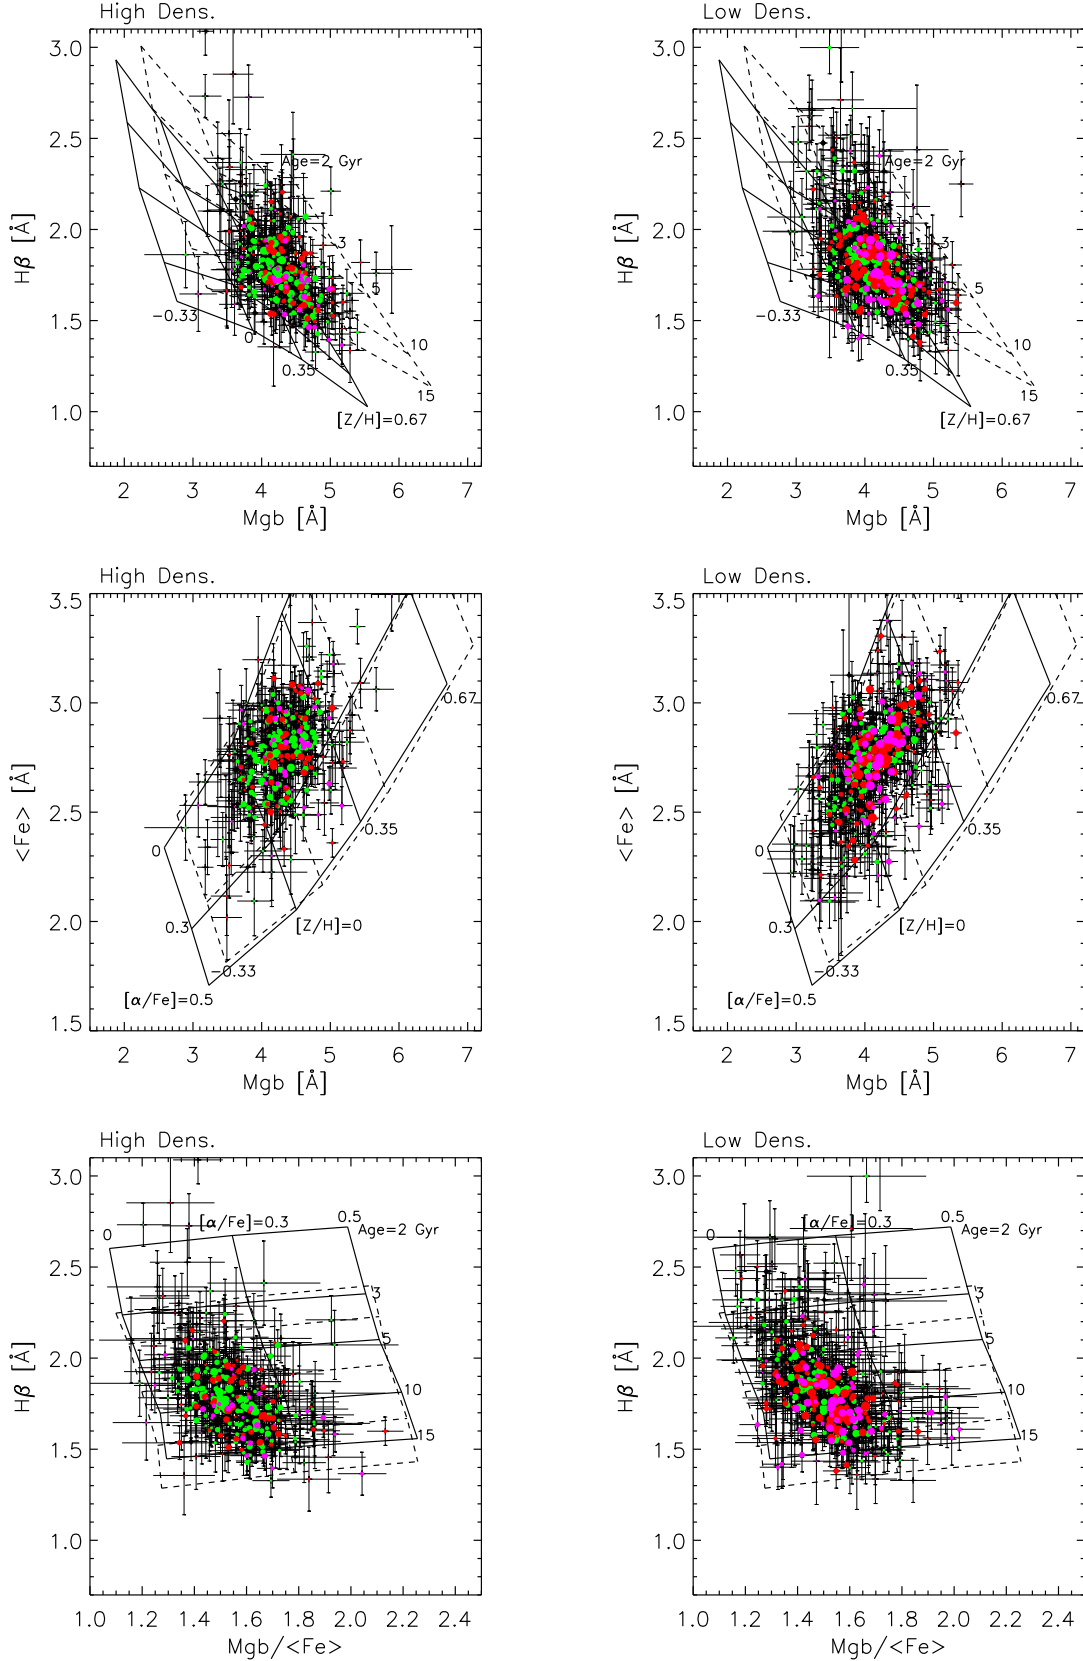 High Dens.
Low Dens.
3.0
2.5
2.0
1.5
1.0
Hβ [Å]
Age=2 Gyr
3
5
10
15
-0.33
0
0.35
[Z/H]=0.67
2 3 4 5 6 7
Mgb [Å]
3.0
2.5
2.0
1.5
1.0
Hβ [Å]
Age=2 Gyr
3
5
10
15
-0.33
0
0.35
[Z/H]=0.67
2 3 4 5 6 7
Mgb [Å]
High Dens.
Low Dens.
3.5
3.0
2.5
2.0
1.5
<Fe> [Å]
0.67
0.35
0
0.3
[Z/H]=0
-0.33
[α/Fe]=0.5
2 3 4 5 6 7
Mgb [Å]
3.5
3.0
2.5
2.0
1.5
<Fe> [Å]
0.67
0.35
0
0.3
[Z/H]=0
-0.33
[α/Fe]=0.5
2 3 4 5 6 7
Mgb [Å]
High Dens.
Low Dens.
3.0
2.5
2.0
1.5
1.0
Hβ [Å]
0
[α/Fe]=0.3
0.5
Age=2 Gyr
3
5
10
15
1.0 1.2 1.4 1.6 1.8 2.0 2.2 2.4
Mgb/<Fe>
3.0
2.5
2.0
1.5
1.0
Hβ [Å]
0
[α/Fe]=0.3
0.5
Age=2 Gyr
3
5
10
15
1.0 1.2 1.4 1.6 1.8 2.0 2.2 2.4
Mgb/<Fe>